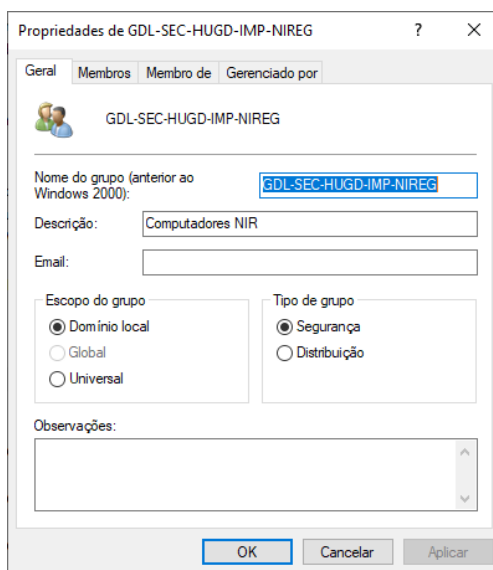 Propriedades de GDL-SEC-HUGD-IMP-NIREG
Geral Membros Membro de Gerenciado por
GDL-SEC-HUGD-IMP-NIREG
Nome do grupo (anterior ao
Windows 2000): GDL-SEC-HUGD-IMP-NIREG
Descrição: Computadores NIR
Email:
Escopo do grupo Tipo de grupo
Domínio local Segurança
Global Distribuição
Universal
Observações:
OK Cancelar Aplicar